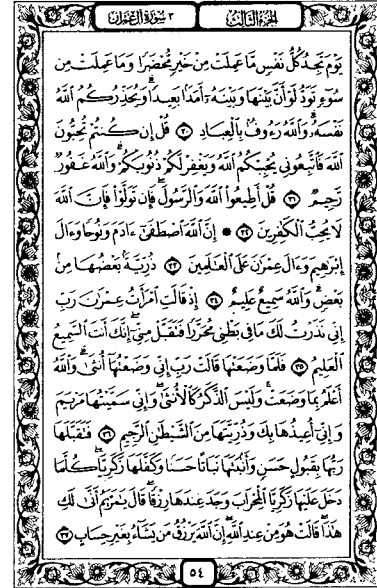 ٣ سورة آل عمران
الجزء الثالث
يَوْمَ تَجِدُ كُلُّ نَفْسٍ مَّا عَمِلَتْ مِنْ خَيْرٍ مُّحْضَرًا وَمَا عَمِلَتْ مِن
سُوٓءٍ تَوَدُّ لَوْ أَنَّ بَيْنَهَا وَبَيْنَهُۥٓ أَمَدًۢا بَعِيدًا ۗ وَيُحَذِّرُكُمُ ٱللَّهُ
نَفْسَهُۥ ۗ وَٱللَّهُ رَءُوفٌۢ بِٱلْعِبَادِ ٣٠ قُلْ إِن كُنتُمْ تُحِبُّونَ
ٱللَّهَ فَٱتَّبِعُونِى يُحْبِبْكُمُ ٱللَّهُ وَيَغْفِرْ لَكُمْ ذُنُوبَكُمْ ۗ وَٱللَّهُ غَفُورٌ
رَّحِيمٌ ٣١ قُلْ أَطِيعُوا۟ ٱللَّهَ وَٱلرَّسُولَ ۖ فَإِن تَوَلَّوْا۟ فَإِنَّ ٱللَّهَ
لَا يُحِبُّ ٱلْكَٰفِرِينَ ٣٢ ۞ إِنَّ ٱللَّهَ ٱصْطَفَىٰٓ ءَادَمَ وَنُوحًا وَءَالَ
إِبْرَٰهِيمَ وَءَالَ عِمْرَٰنَ عَلَى ٱلْعَٰلَمِينَ ٣٣ ذُرِّيَّةًۢ بَعْضُهَا مِنۢ
بَعْضٍ ۗ وَٱللَّهُ سَمِيعٌ عَلِيمٌ ٣٤ إِذْ قَالَتِ ٱمْرَأَتُ عِمْرَٰنَ رَبِّ
إِنِّى نَذَرْتُ لَكَ مَا فِى بَطْنِى مُحَرَّرًا فَتَقَبَّلْ مِنِّىٓ ۖ إِنَّكَ أَنتَ ٱلسَّمِيعُ
ٱلْعَلِيمُ ٣٥ فَلَمَّا وَضَعَتْهَا قَالَتْ رَبِّ إِنِّى وَضَعْتُهَآ أُنثَىٰ وَٱللَّهُ
أَعْلَمُ بِمَا وَضَعَتْ وَلَيْسَ ٱلذَّكَرُ كَٱلْأُنثَىٰ ۖ وَإِنِّى سَمَّيْتُهَا مَرْيَمَ
وَإِنِّىٓ أُعِيذُهَا بِكَ وَذُرِّيَّتَهَا مِنَ ٱلشَّيْطَٰنِ ٱلرَّجِيمِ ٣٦ فَتَقَبَّلَهَا
رَبُّهَا بِقَبُولٍ حَسَنٍ وَأَنۢبَتَهَا نَبَاتًا حَسَنًا وَكَفَّلَهَا زَكَرِيَّا ۖ كُلَّمَا
دَخَلَ عَلَيْهَا زَكَرِيَّا ٱلْمِحْرَابَ وَجَدَ عِندَهَا رِزْقًا ۖ قَالَ يَٰمَرْيَمُ أَنَّىٰ لَكِ
هَٰذَا ۖ قَالَتْ هُوَ مِنْ عِندِ ٱللَّهِ ۖ إِنَّ ٱللَّهَ يَرْزُقُ مَن يَشَآءُ بِغَيْرِ حِسَابٍ ٣٧
٥٤